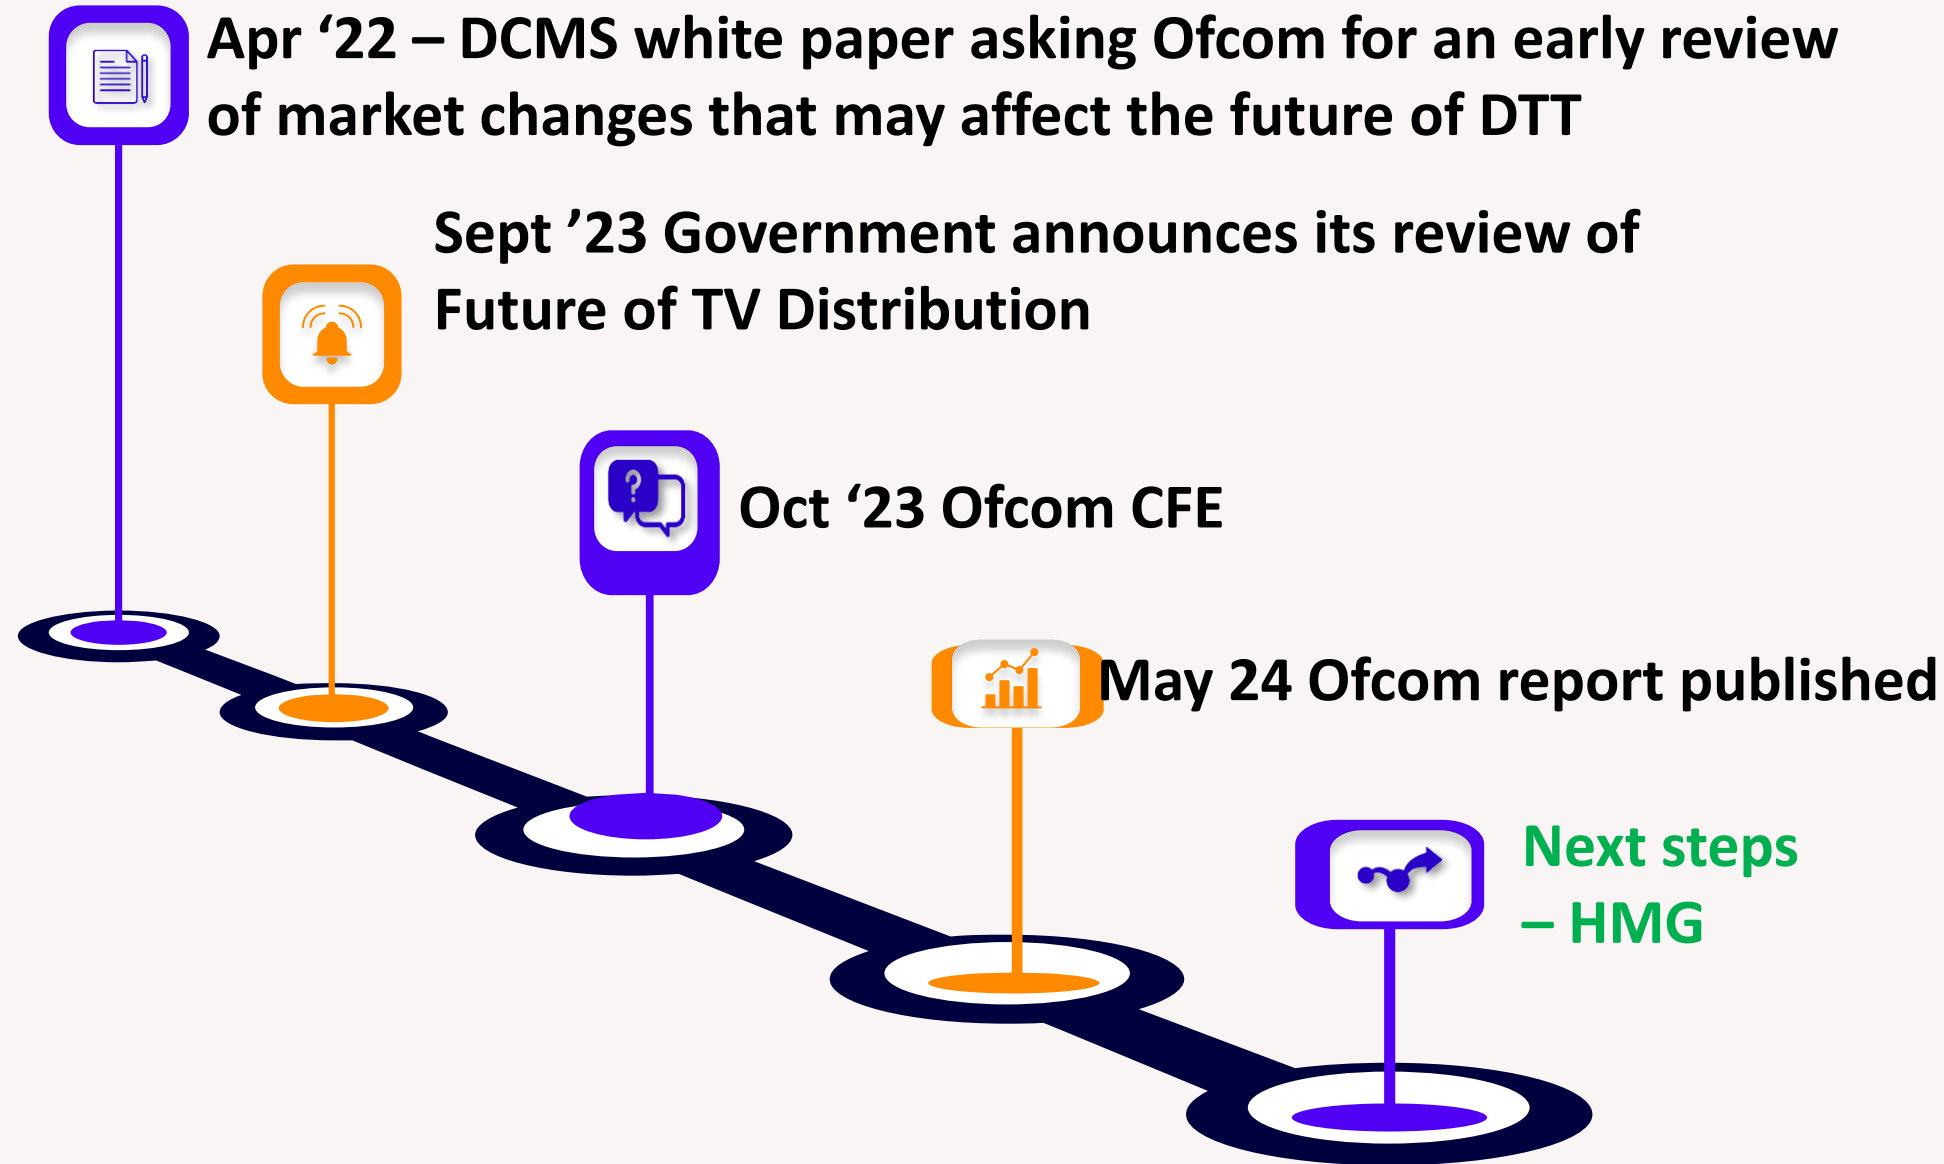 Apr ‘22 – DCMS white paper asking Ofcom for an early review
of market changes that may affect the future of DTT
Sept ’23 Government announces its review of
Future of TV Distribution
?
Oct ‘23 Ofcom CFE
May 24 Ofcom report published
Next steps
– HMG